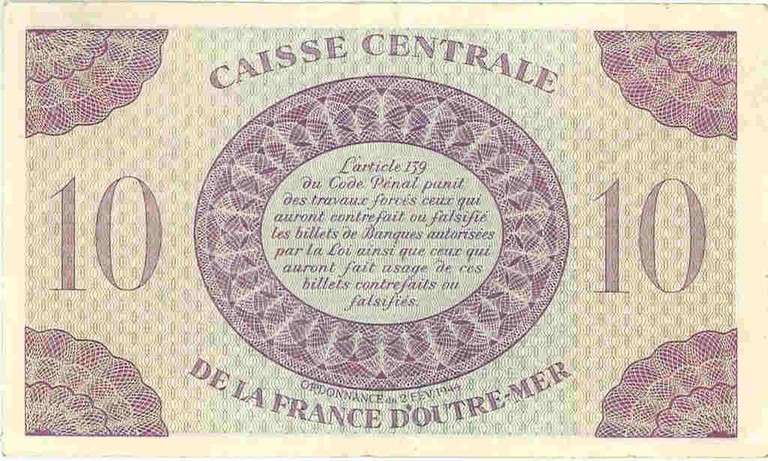 CAISSE CENTRALE
L'article 139
du Code Pénal punit
des travaux forcés ceux qui
auront contrefait ou falsifié
les billets de Banques autorisées
par la Loi ainsi que ceux qui
auront fait usage de ces
billets contrefaits ou
falsifiés.
10
10
ORDONNANCE du 2 FEV. 1944
DE LA FRANCE D'OUTRE-MER